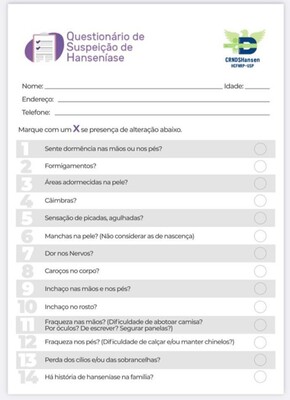 Questionário de
Suspeição de
Hanseníase
CRNDSHansen
HCFMRP-USP
Nome: Idade:
Endereço:
Telefone:
Marque com um X se presença de alteração abaixo.
1 Sente dormência nas mãos ou nos pés?
2 Formigamentos?
3 Áreas adormecidas na pele?
4 Câimbras?
5 Sensação de picadas, agulhadas?
6 Manchas na pele? (Não considerar as de nascença)
7 Dor nos Nervos?
8 Caroços no corpo?
9 Inchaço nas mãos e nos pés?
10 Inchaço no rosto?
11 Fraqueza nas mãos? (Dificuldade de abotoar camisa?
Pôr óculos? De escrever? Segurar panelas?)
12 Fraqueza nos pés? (Dificuldade de calçar e/ou manter chinelos?)
13 Perda dos cílios e/ou das sobrancelhas?
14 Há história de hanseníase na família?